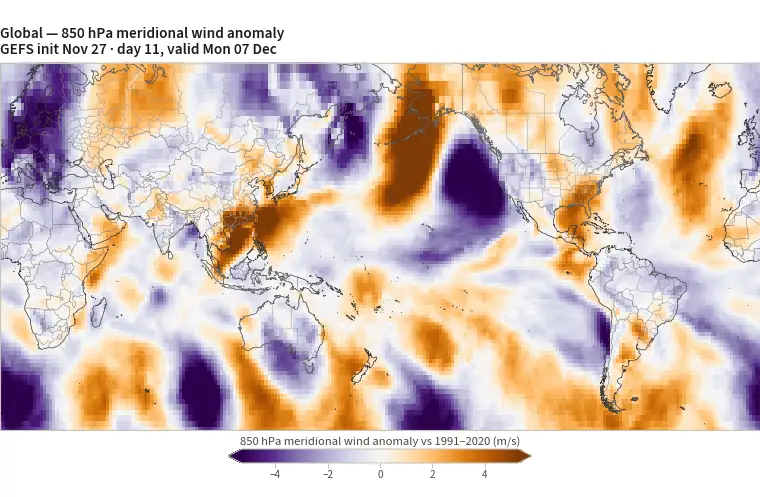 Global — 850 hPa meridional wind anomaly
GEFS init Nov 27 · day 11, valid Mon 07 Dec
850 hPa meridional wind anomaly vs 1991–2020 (m/s)
−4 −2 0 2 4